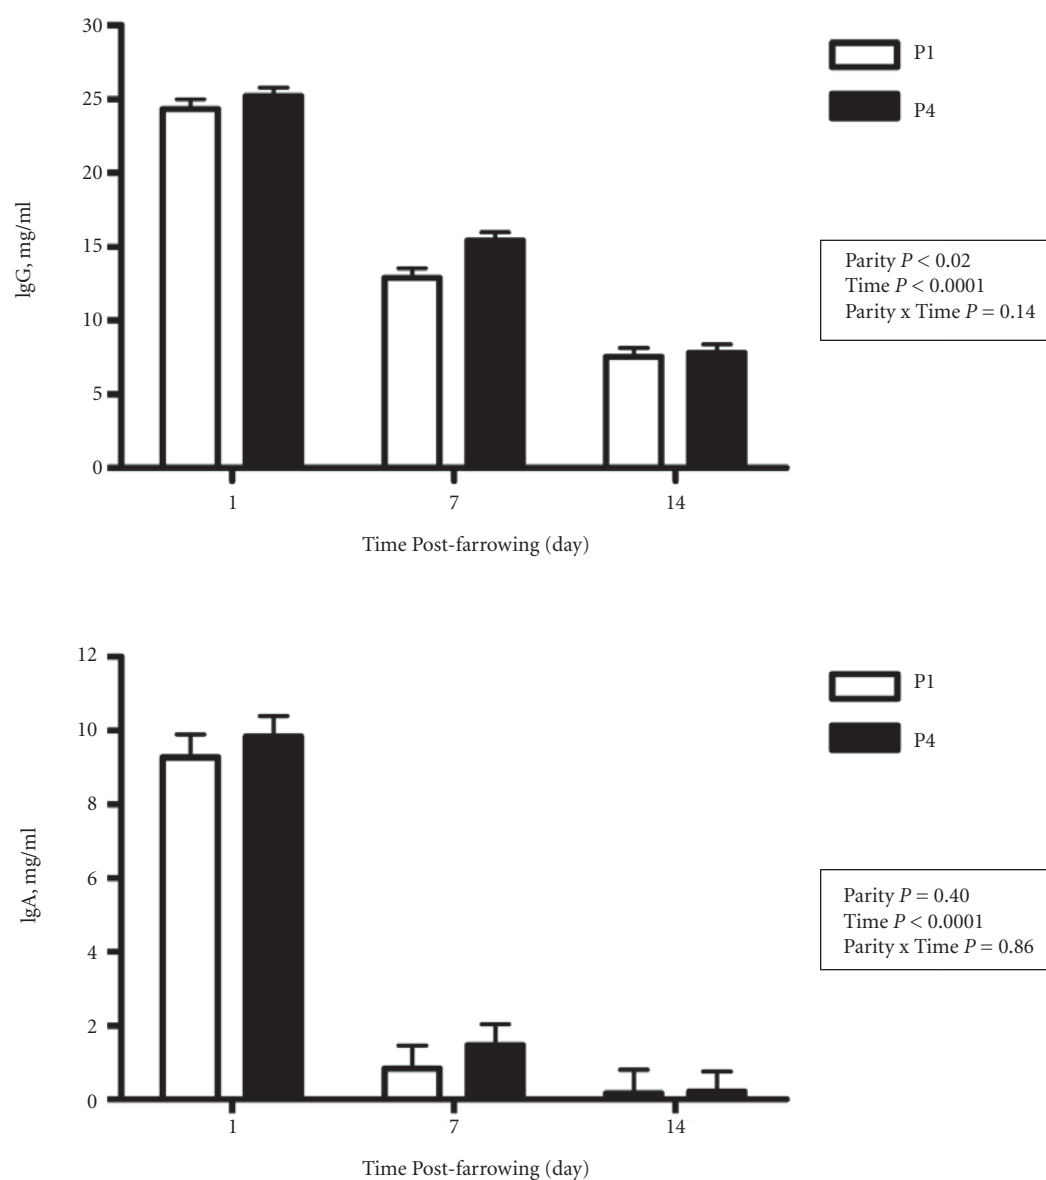 30
25
20
15
10
5
0
IgG, mg/ml
1 7 14
Time Post-farrowing (day)
P1
P4
Parity P < 0.02
Time P < 0.0001
Parity x Time P = 0.14
12
10
8
6
4
2
0
IgA, mg/ml
1 7 14
Time Post-farrowing (day)
P1
P4
Parity P = 0.40
Time P < 0.0001
Parity x Time P = 0.86